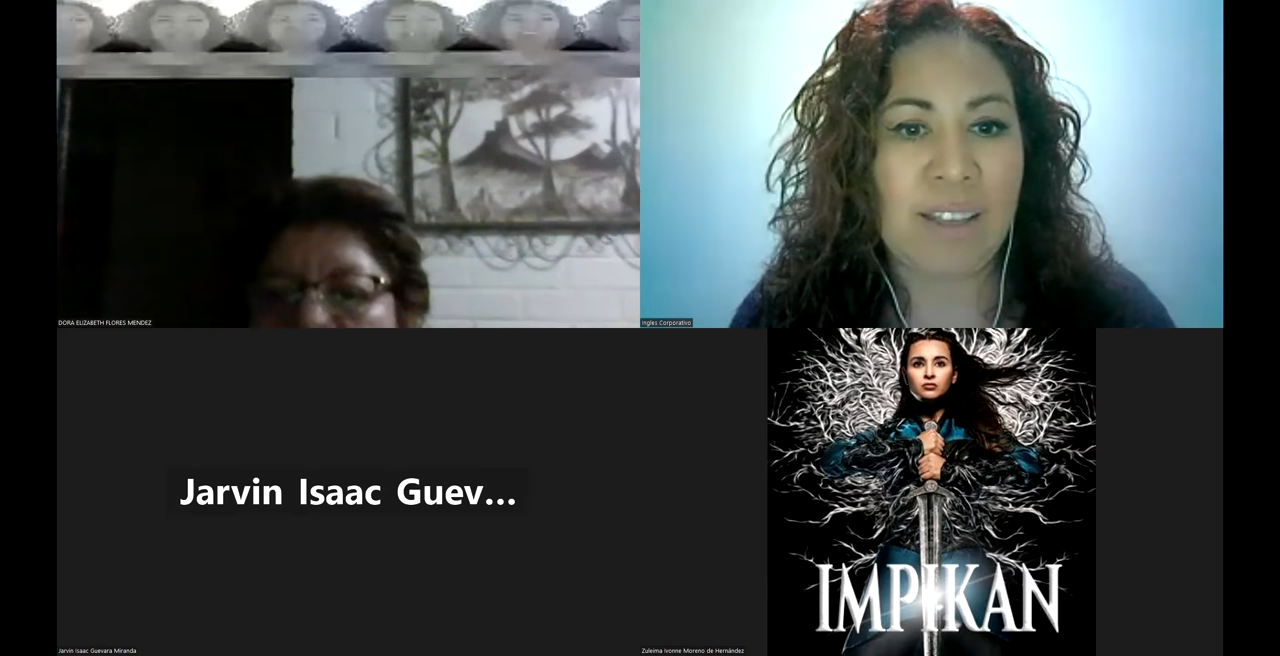 DORA ELIZABETH FLORES MENDEZ
Ingles Corporativo
Jarvin Isaac Guev...
IMPIKAN
Jarvin Isaac Guevara Miranda
Zuleima Ivonne Moreno de Hernández